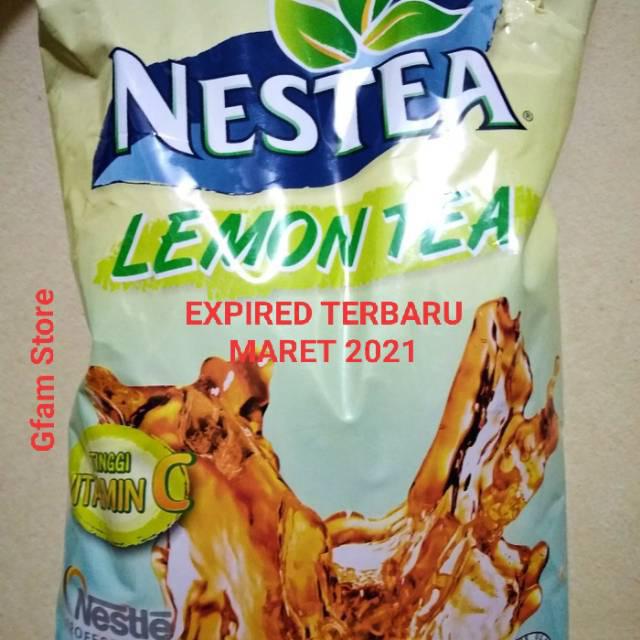 NESTEA
®
LEMON TEA
EXPIRED TERBARU
MARET 2021
Gfam Store
TINGGI
VITAMIN C
Nestlé